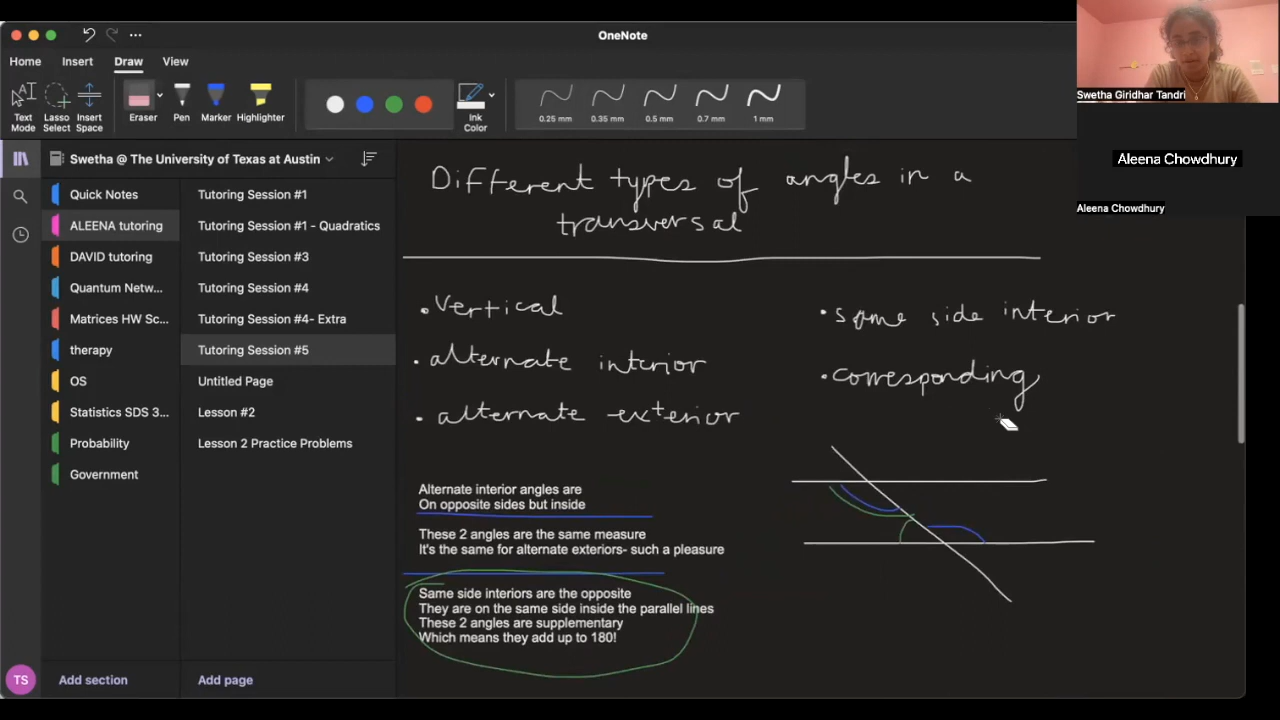 OneNote
Home Insert Draw View
Text Mode
Lasso Select
Insert Space
Eraser
Pen
Marker
Highlighter
Ink Color
0.25 mm 0.35 mm 0.5 mm 0.7 mm 1 mm
Swetha Giridhar Tandri
Aleena Chowdhury
Aleena Chowdhury
Swetha @ The University of Texas at Austin
Quick Notes
ALEENA tutoring
DAVID tutoring
Quantum Netw...
Matrices HW Sc...
therapy
OS
Statistics SDS 3...
Probability
Government
Tutoring Session #1
Tutoring Session #1 - Quadratics
Tutoring Session #3
Tutoring Session #4
Tutoring Session #4- Extra
Tutoring Session #5
Untitled Page
Lesson #2
Lesson 2 Practice Problems
TS
Add section
Add page
Different types of angles in a
transversal
• Vertical
• alternate interior
• alternate exterior
• same side interior
• corresponding
Alternate interior angles are
On opposite sides but inside
These 2 angles are the same measure
It's the same for alternate exteriors- such a pleasure
Same side interiors are the opposite
They are on the same side inside the parallel lines
These 2 angles are supplementary
Which means they add up to 180!